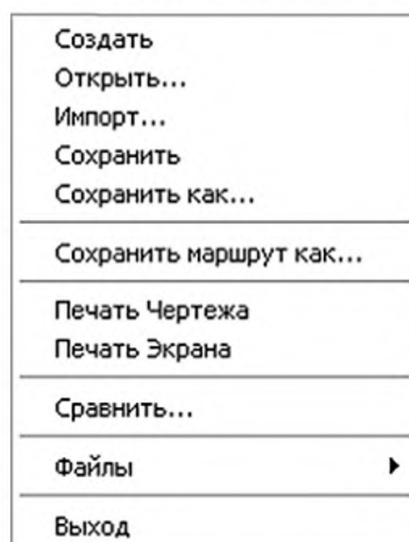 Создать
Открыть...
Импорт...
Сохранить
Сохранить как...
Сохранить маршрут как...
Печать Чертежа
Печать Экрана
Сравнить...
Файлы
Выход